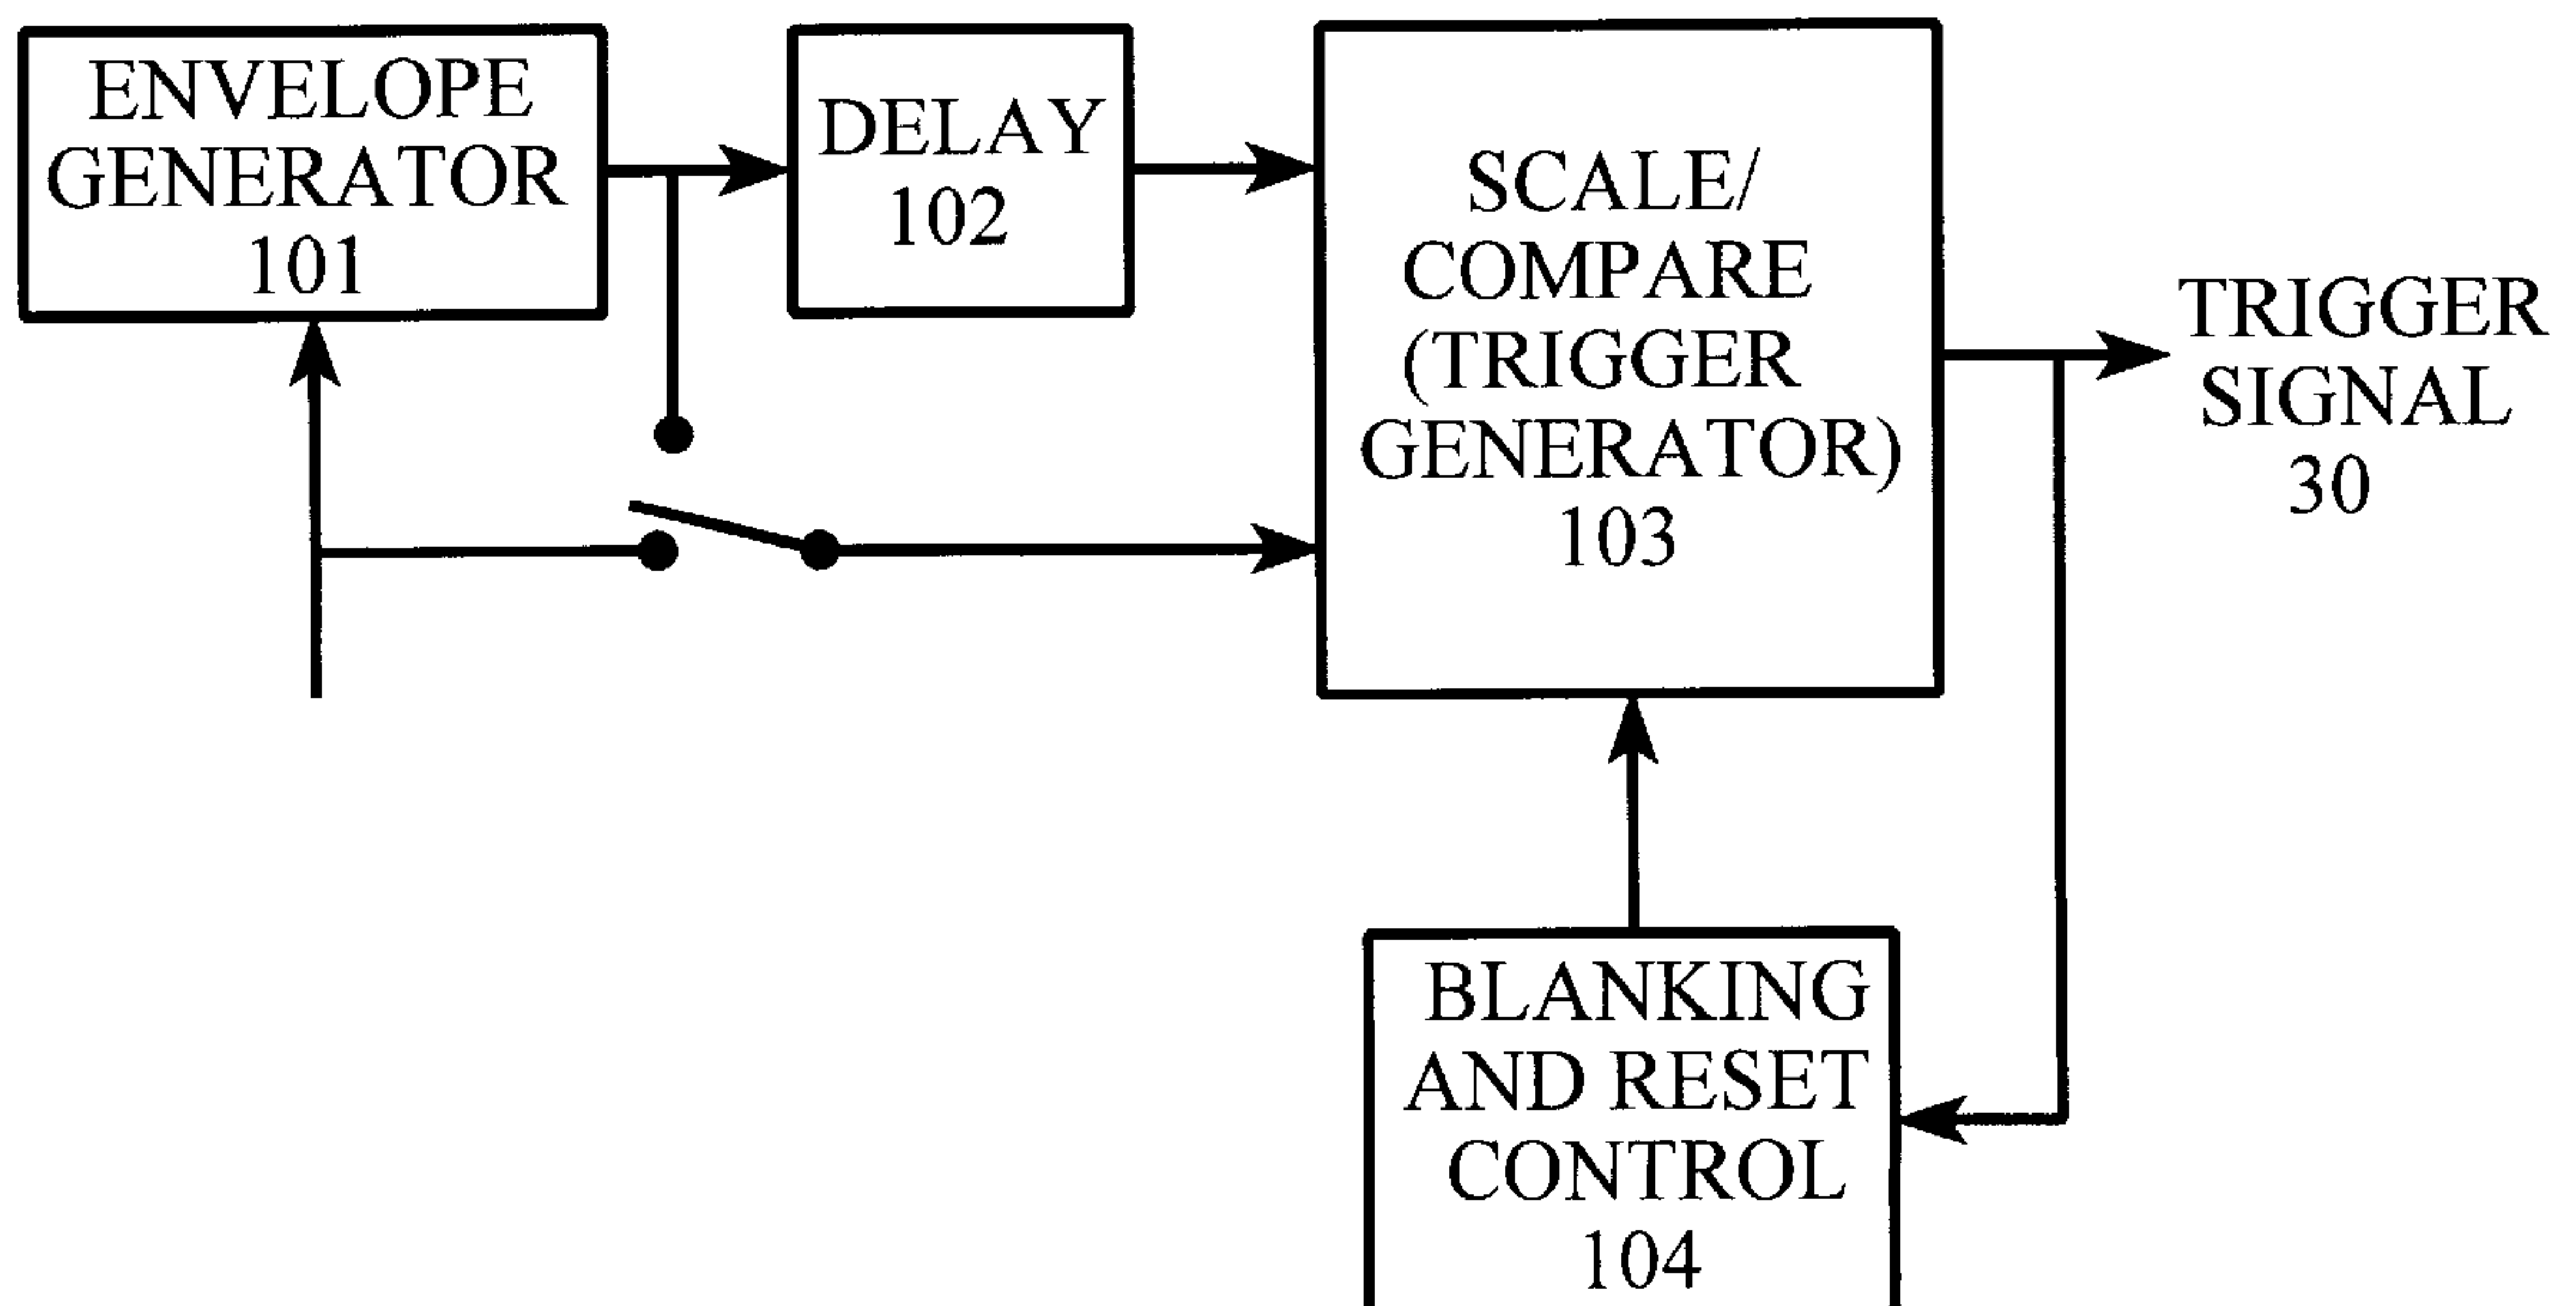 ENVELOPE
GENERATOR
101
DELAY
102
SCALE/
COMPARE
(TRIGGER
GENERATOR)
103
TRIGGER
SIGNAL
30
BLANKING
AND RESET
CONTROL
104